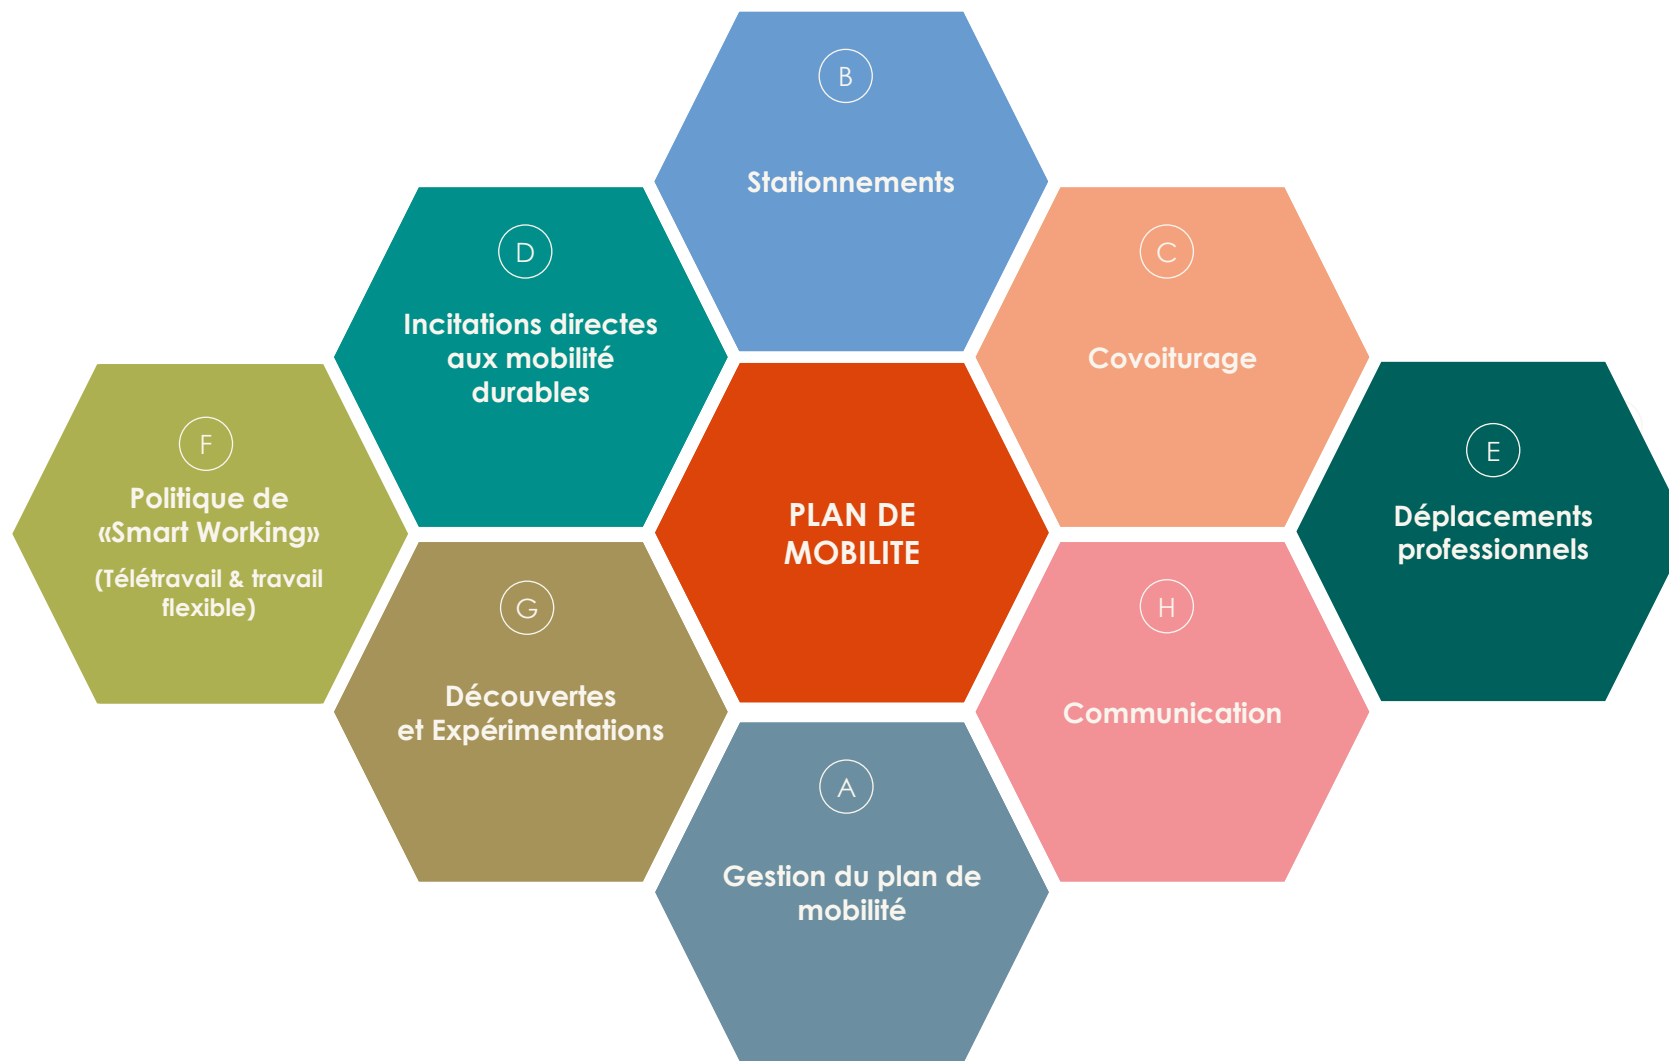 B
Stationnements
D
Incitations directes
aux mobilité
durables
C
Covoiturage
F
Politique de
«Smart Working»
(Télétravail & travail
flexible)
PLAN DE
MOBILITE
E
Déplacements
professionnels
G
Découvertes
et Expérimentations
H
Communication
A
Gestion du plan de
mobilité